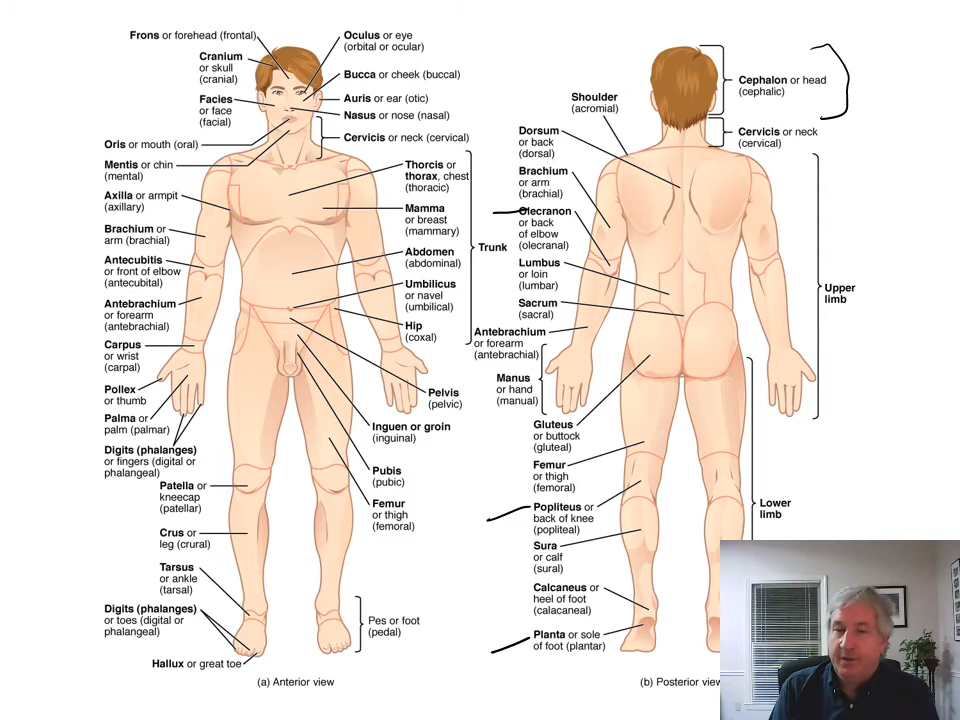 Frons or forehead (frontal)
Cranium
or skull
(cranial)
Facies
or face
(facial)
Oris or mouth (oral)
Mentis or chin
(mental)
Axilla or armpit
(axillary)
Brachium or
arm (brachial)
Antecubitis
or front of elbow
(antecubital)
Antebrachium
or forearm
(antebrachial)
Carpus
or wrist
(carpal)
Pollex
or thumb
Palma or
palm (palmar)
Digits (phalanges)
or fingers (digital or
phalangeal)
Patella or
kneecap
(patellar)
Crus or
leg (crural)
Tarsus
or ankle
(tarsal)
Digits (phalanges)
or toes (digital or
phalangeal)
Hallux or great toe
Oculus or eye
(orbital or ocular)
Bucca or cheek (buccal)
Auris or ear (otic)
Nasus or nose (nasal)
Cervicis or neck (cervical)
Thorcis or
thorax, chest
(thoracic)
Mamma
or breast
(mammary)
Abdomen
(abdominal)
Umbilicus
or navel
(umbilical)
Hip
(coxal)
Trunk
Pelvis
(pelvic)
Inguen or groin
(inguinal)
Pubis
(pubic)
Femur
or thigh
(femoral)
Pes or foot
(pedal)
(a) Anterior view
Shoulder
(acromial)
Dorsum
or back
(dorsal)
Brachium
or arm
(brachial)
Olecranon
or back
of elbow
(olecranal)
Lumbus
or loin
(lumbar)
Sacrum
(sacral)
Antebrachium
or forearm
(antebrachial)
Manus
or hand
(manual)
Gluteus
or buttock
(gluteal)
Femur
or thigh
(femoral)
Popliteus or
back of knee
(popliteal)
Sura
or calf
(sural)
Calcaneus or
heel of foot
(calacaneal)
Planta or sole
of foot (plantar)
Cephalon or head
(cephalic)
Cervicis or neck
(cervical)
Upper
limb
Lower
limb
(b) Posterior view